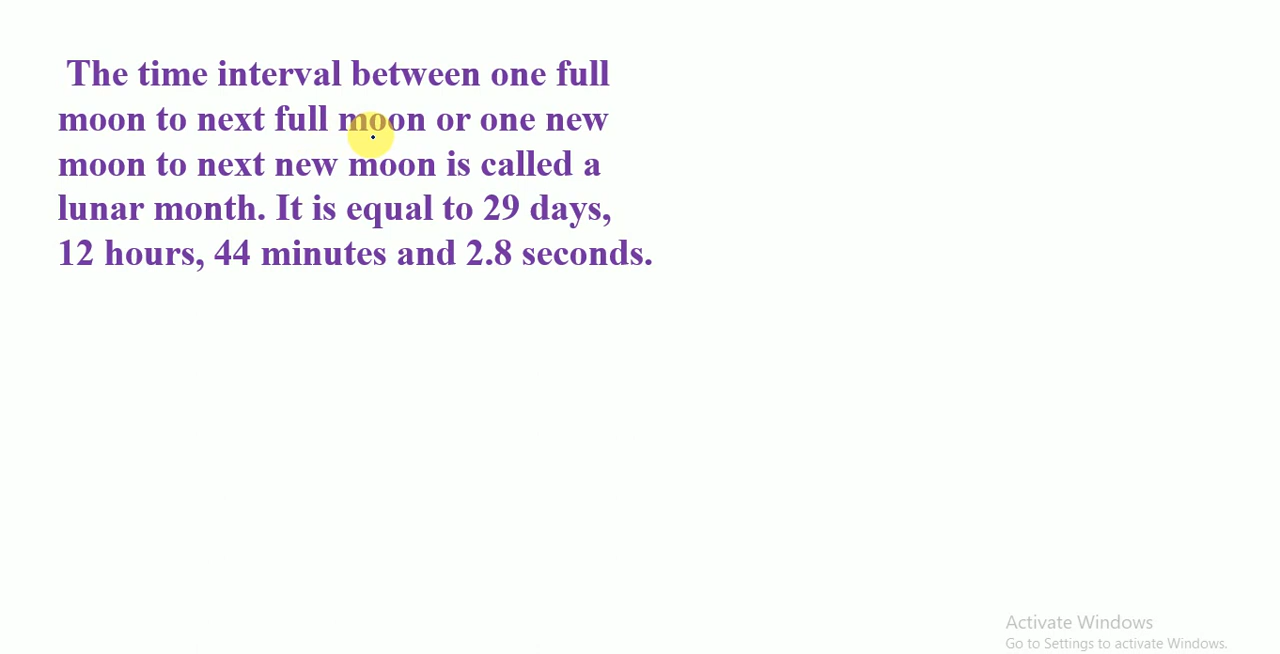 The time interval between one full
moon to next full moon or one new
moon to next new moon is called a
lunar month. It is equal to 29 days,
12 hours, 44 minutes and 2.8 seconds.
Activate Windows
Go to Settings to activate Windows.